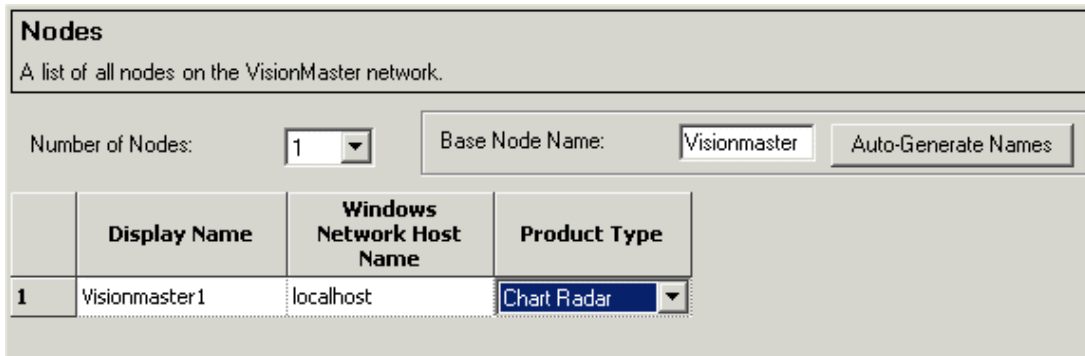 Nodes
A list of all nodes on the VisionMaster network.
Number of Nodes: 1 Base Node Name: Visionmaster Auto-Generate Names
Display Name Windows Network Host Name Product Type
1 Visionmaster1 localhost Chart Radar